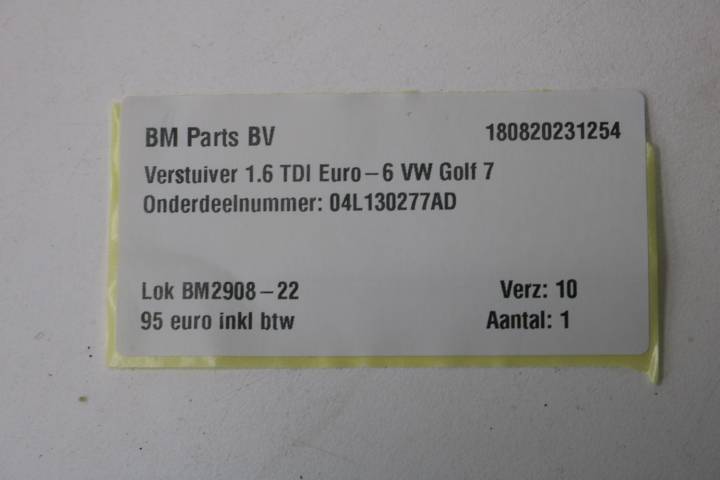 BM Parts BV 180820231254
Verstuiver 1.6 TDI Euro-6 VW Golf 7
Onderdeelnummer: 04L130277AD
Lok BM2908-22 Verz: 10
95 euro inkl btw Aantal: 1